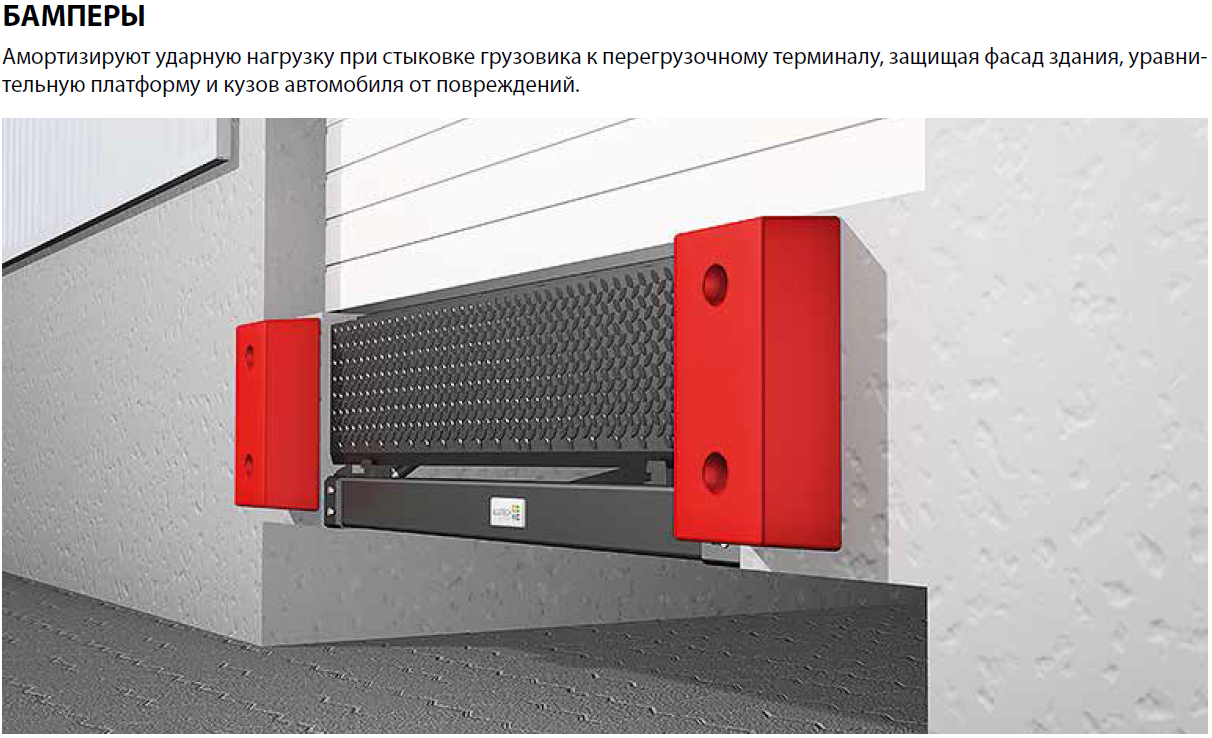 БАМПЕРЫ
Амортизируют ударную нагрузку при стыковке грузовика к перегрузочному терминалу, защищая фасад здания, уравни-
тельную платформу и кузов автомобиля от повреждений.